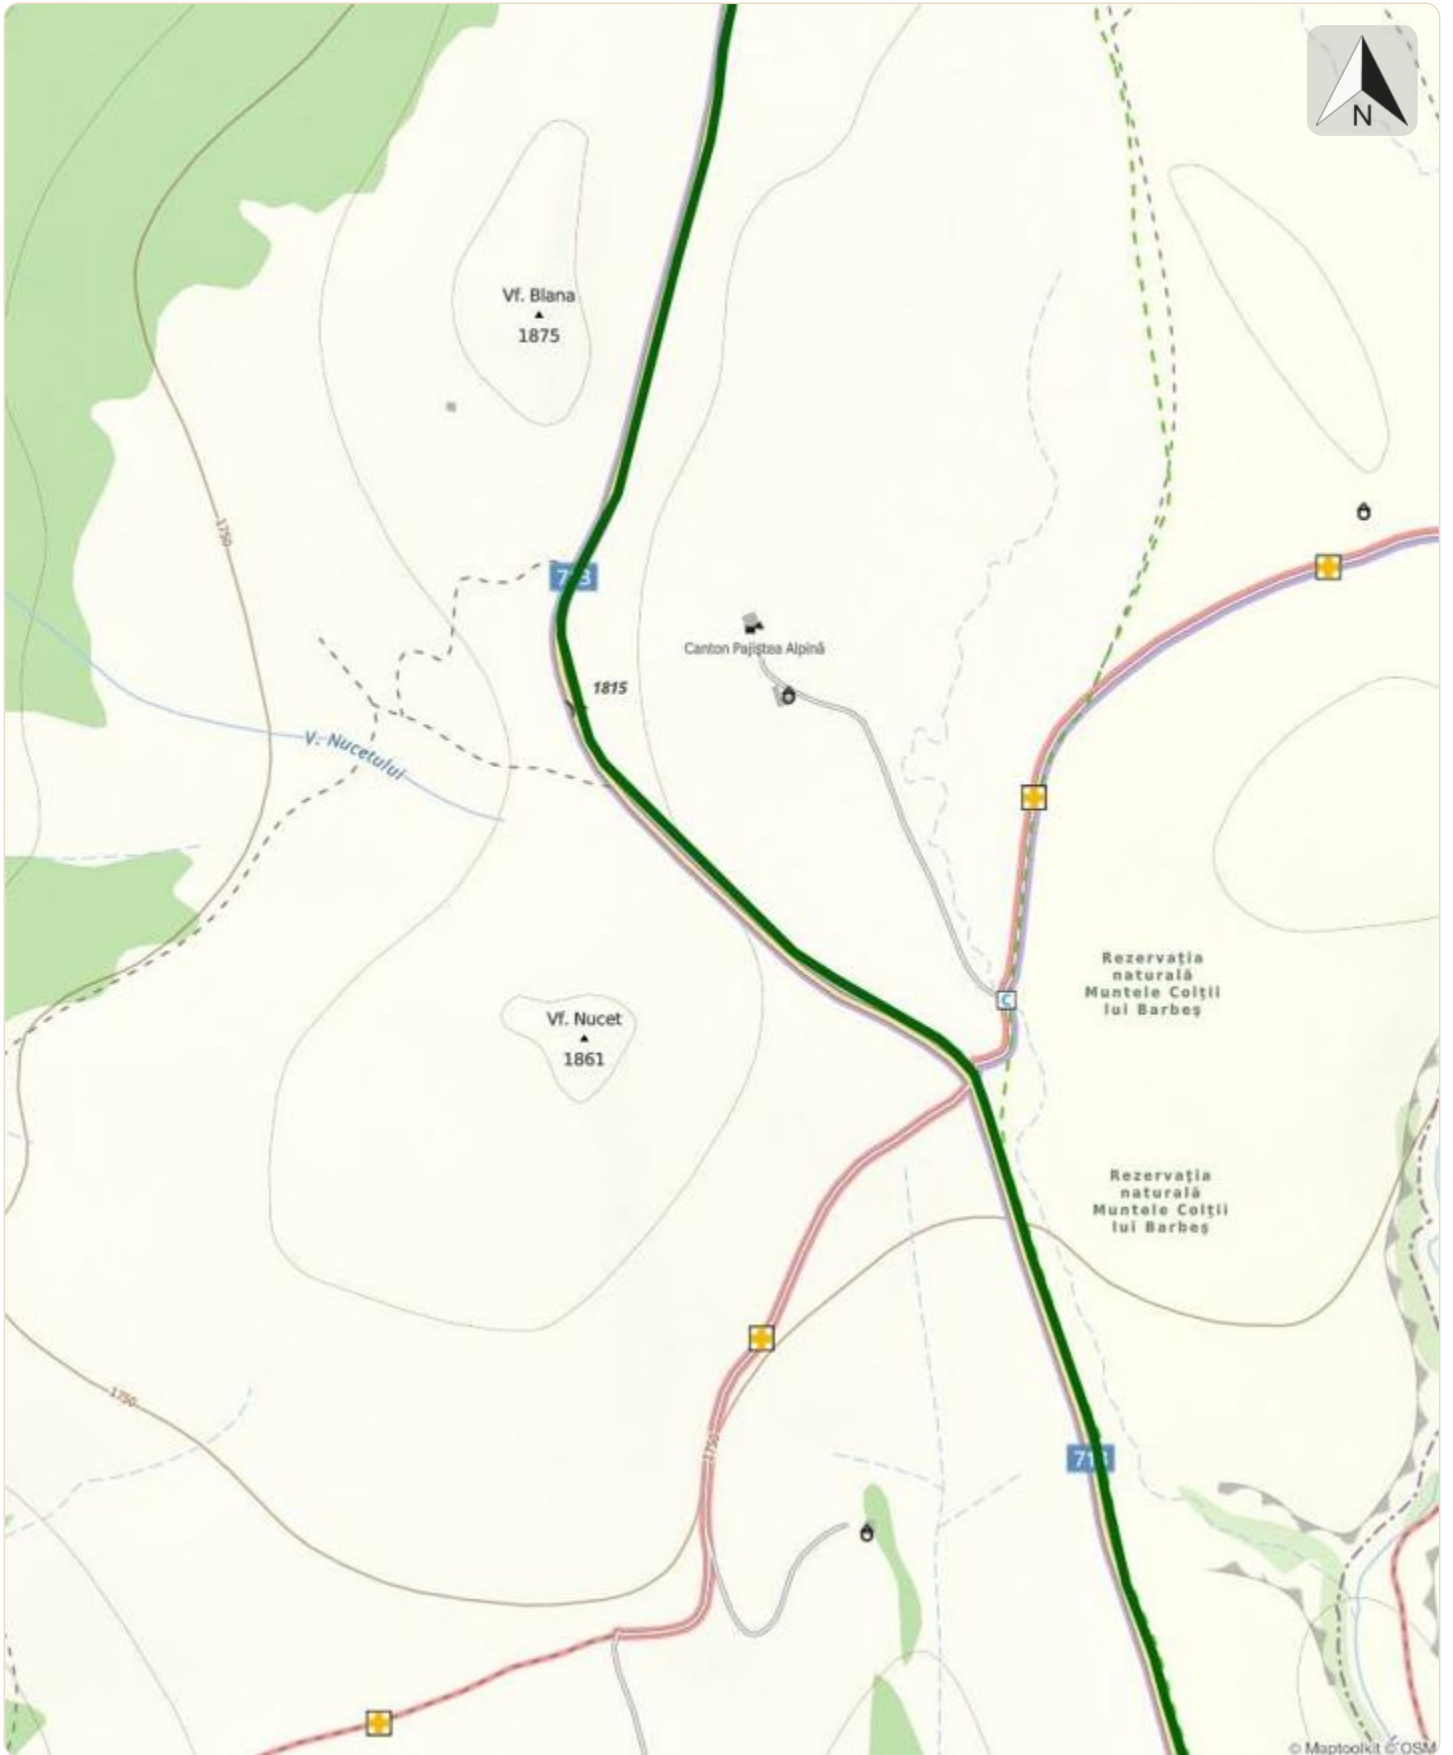 N
Vf. Blana
1875
1750
Canton Pajiștea Alpină
1815
V. Nucetului
C
Rezervația
naturală
Muntele Colții
lui Barbeș
Vf. Nucet
1861
Rezervația
naturală
Muntele Colții
lui Barbeș
1750
1750
© Maptoolkit © OSM